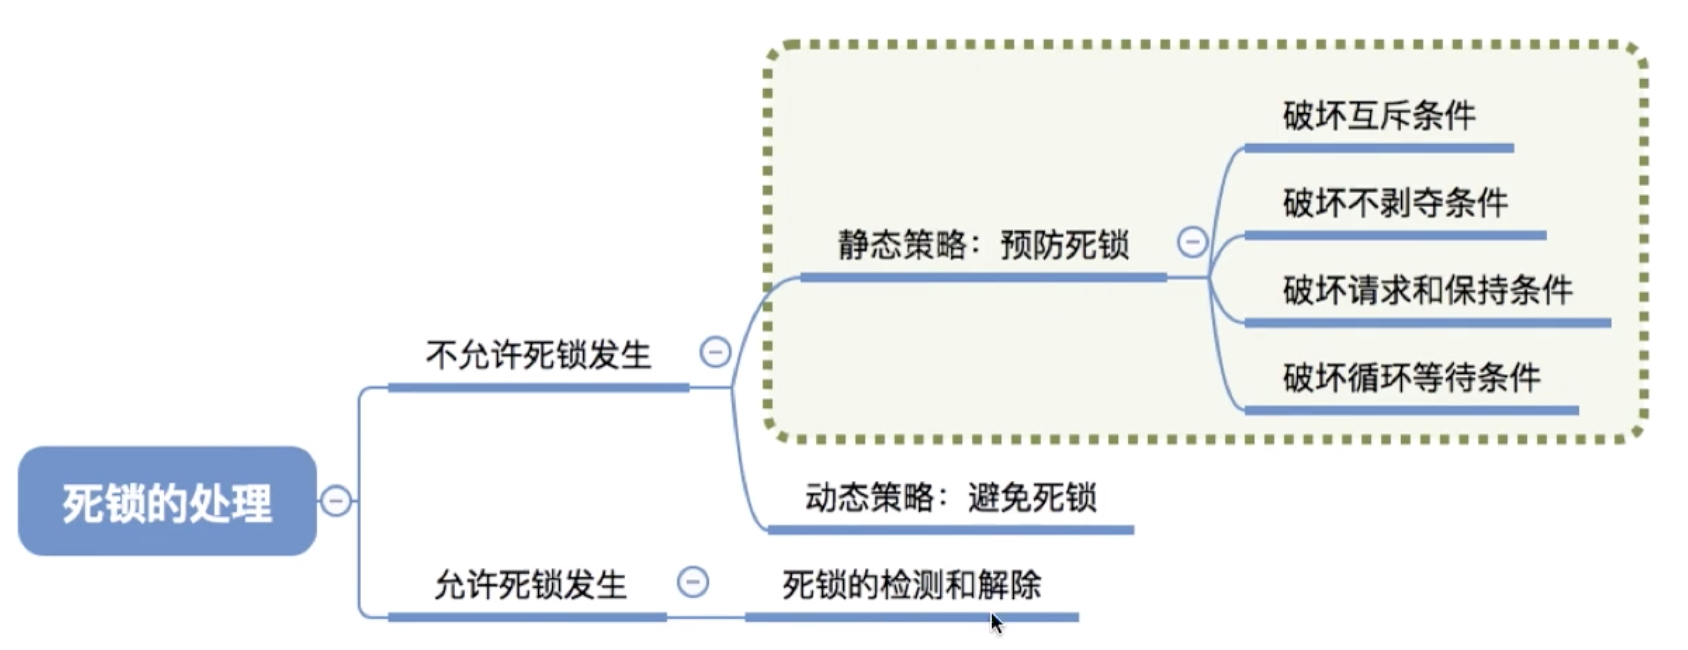 死锁的处理
不允许死锁发生
静态策略：预防死锁
破坏互斥条件
破坏不剥夺条件
破坏请求和保持条件
破坏循环等待条件
动态策略：避免死锁
允许死锁发生
死锁的检测和解除